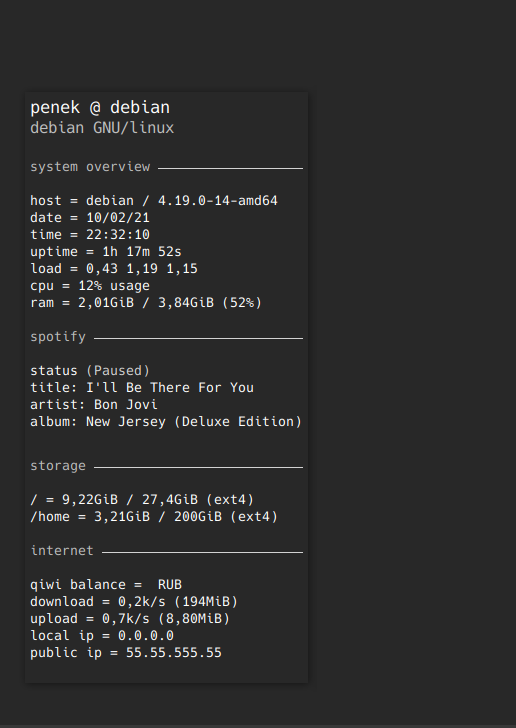 penek @ debian
debian GNU/linux
system overview
host = debian / 4.19.0-14-amd64
date = 10/02/21
time = 22:32:10
uptime = 1h 17m 52s
load = 0,43 1,19 1,15
cpu = 12% usage
ram = 2,01GiB / 3,84GiB (52%)
spotify
status (Paused)
title: I'll Be There For You
artist: Bon Jovi
album: New Jersey (Deluxe Edition)
storage
/ = 9,22GiB / 27,4GiB (ext4)
/home = 3,21GiB / 200GiB (ext4)
internet
qiwi balance =  RUB
download = 0,2k/s (194MiB)
upload = 0,7k/s (8,80MiB)
local ip = 0.0.0.0
public ip = 55.55.555.55